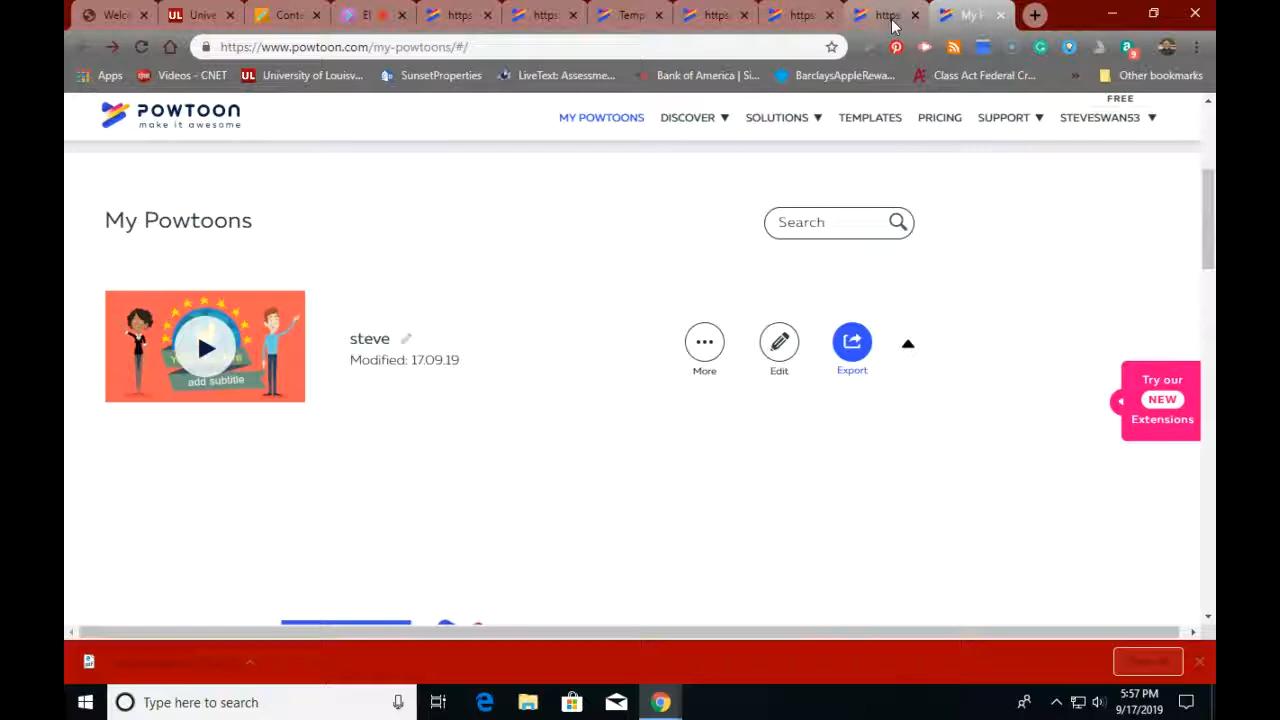 Welc
Unive
Conte
El
https
https
Temp
https
https
https
My P
https://www.powtoon.com/my-powtoons/#/
9
Apps
Videos - CNET
UL University of Louisv...
SunsetProperties
LiveText: Assessme...
Bank of America | Si...
BarclaysAppleRewa...
Class Act Federal Cr...
»
Other bookmarks
POWTOON
make it awesome
FREE
MY POWTOONS DISCOVER ▼ SOLUTIONS ▼ TEMPLATES PRICING SUPPORT ▼ STEVESWAN53 ▼
My Powtoons
Search
steve
Modified: 17.09.19
add subtitle
More
Edit
Export
Try our
NEW
Extensions
Type here to search
5:57 PM
9/17/2019